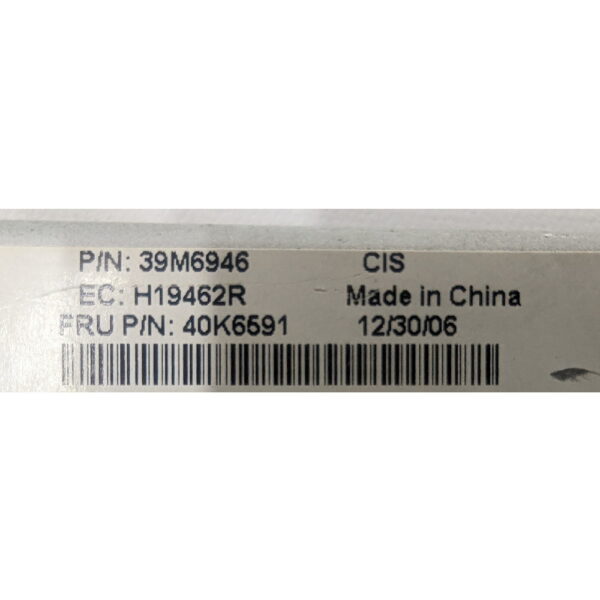 P/N: 39M6946 CIS
EC: H19462R Made in China
FRU P/N: 40K6591 12/30/06